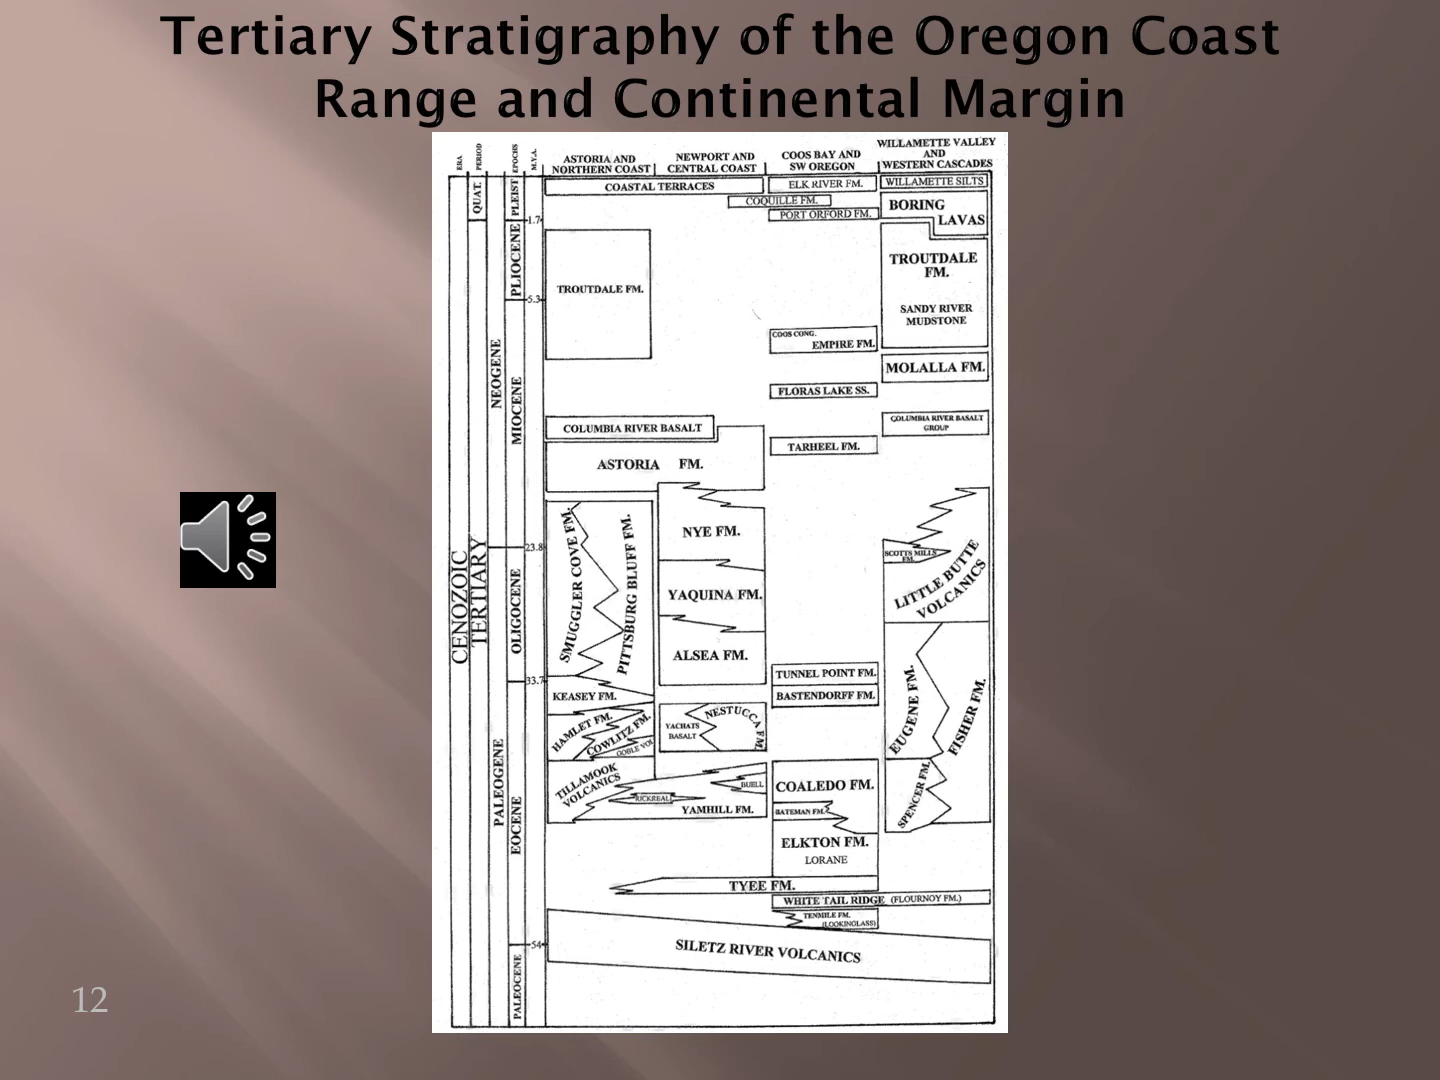 Tertiary Stratigraphy of the Oregon Coast
Range and Continental Margin
ERA
PERIOD
EPOCHS
M.Y.A.
ASTORIA AND
NORTHERN COAST
NEWPORT AND
CENTRAL COAST
COOS BAY AND
SW OREGON
WILLAMETTE VALLEY
AND
WESTERN CASCADES
CENOZOIC
QUAT.
TERTIARY
NEOGENE
PALEOGENE
PLEIST
PLIOCENE
MIOCENE
OLIGOCENE
EOCENE
PALEOCENE
1.7
5.3
23.8
33.7
54
COASTAL TERRACES
ELK RIVER FM.
WILLAMETTE SILTS
COQUILLE FM.
PORT ORFORD FM.
BORING
LAVAS
TROUTDALE FM.
TROUTDALE
FM.
SANDY RIVER
MUDSTONE
COOS CONG.
EMPIRE FM.
MOLALLA FM.
FLORAS LAKE SS.
COLUMBIA RIVER BASALT
COLUMBIA RIVER BASALT
GROUP
TARHEEL FM.
ASTORIA FM.
SMUGGLER COVE FM.
PITTSBURG BLUFF FM.
NYE FM.
SCOTTS MILLS
FM.
LITTLE BUTTE
VOLCANICS
YAQUINA FM.
ALSEA FM.
TUNNEL POINT FM.
KEASEY FM.
BASTENDORFF FM.
EUGENE FM.
FISHER FM.
HAMLET FM.
COWLITZ FM.
GOBLE VOL
YACHATS
BASALT
NESTUCCA FM.
TILLAMOOK
VOLCANICS
RICKREALL
BUELL
YAMHILL FM.
COALEDO FM.
BATEMAN FM.
SPENCER FM.
ELKTON FM.
LORANE
TYEE FM.
WHITE TAIL RIDGE (FLOURNOY FM.)
TENMILE FM.
(LOOKINGLASS)
SILETZ RIVER VOLCANICS
12